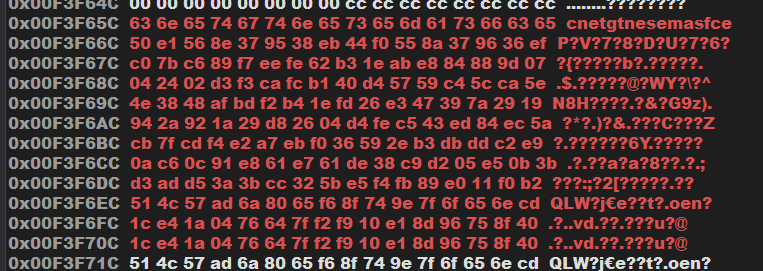 0x00F3F64C 00 00 00 00 00 00 00 00 cc cc cc cc cc cc cc cc ........????????
0x00F3F65C 63 6e 65 74 67 74 6e 65 73 65 6d 61 73 66 63 65 cnetgtnesemasfce
0x00F3F66C 50 e1 56 8e 37 95 38 eb 44 f0 55 8a 37 96 36 ef P?V?7?8?D?U?7?6?
0x00F3F67C c0 7b c6 89 f7 ee fe 62 b3 1e ab e8 84 88 9d 07 ?{?????b?.?????.
0x00F3F68C 04 24 02 d3 f3 ca fc b1 40 d4 57 59 c4 5c ca 5e .$.?????@?WY?\?^
0x00F3F69C 4e 38 48 af bd f2 b4 1e fd 26 e3 47 39 7a 29 19 N8H????.?&?G9z).
0x00F3F6AC 94 2a 92 1a 29 d8 26 04 d4 fe c5 43 ed 84 ec 5a ?*?.)?&.???C???Z
0x00F3F6BC cb 7f cd f4 e2 a7 eb f0 36 59 2e b3 db dd c2 e9 ?.??????6Y.?????
0x00F3F6CC 0a c6 0c 91 e8 61 e7 61 de 38 c9 d2 05 e5 0b 3b .?.??a?a?8??.?.;
0x00F3F6DC d3 ad d5 3a 3b cc 32 5b e5 f4 fb 89 e0 11 f0 b2 ???:;?2[?????.??
0x00F3F6EC 51 4c 57 ad 6a 80 65 f6 8f 74 9e 7f 6f 65 6e cd QLW?j€e??t?.oen?
0x00F3F6FC 1c e4 1a 04 76 64 7f f2 f9 10 e1 8d 96 75 8f 40 .?..vd.??.???u?@
0x00F3F70C 1c e4 1a 04 76 64 7f f2 f9 10 e1 8d 96 75 8f 40 .?..vd.??.???u?@
0x00F3F71C 51 4c 57 ad 6a 80 65 f6 8f 74 9e 7f 6f 65 6e cd QLW?j€e??t?.oen?